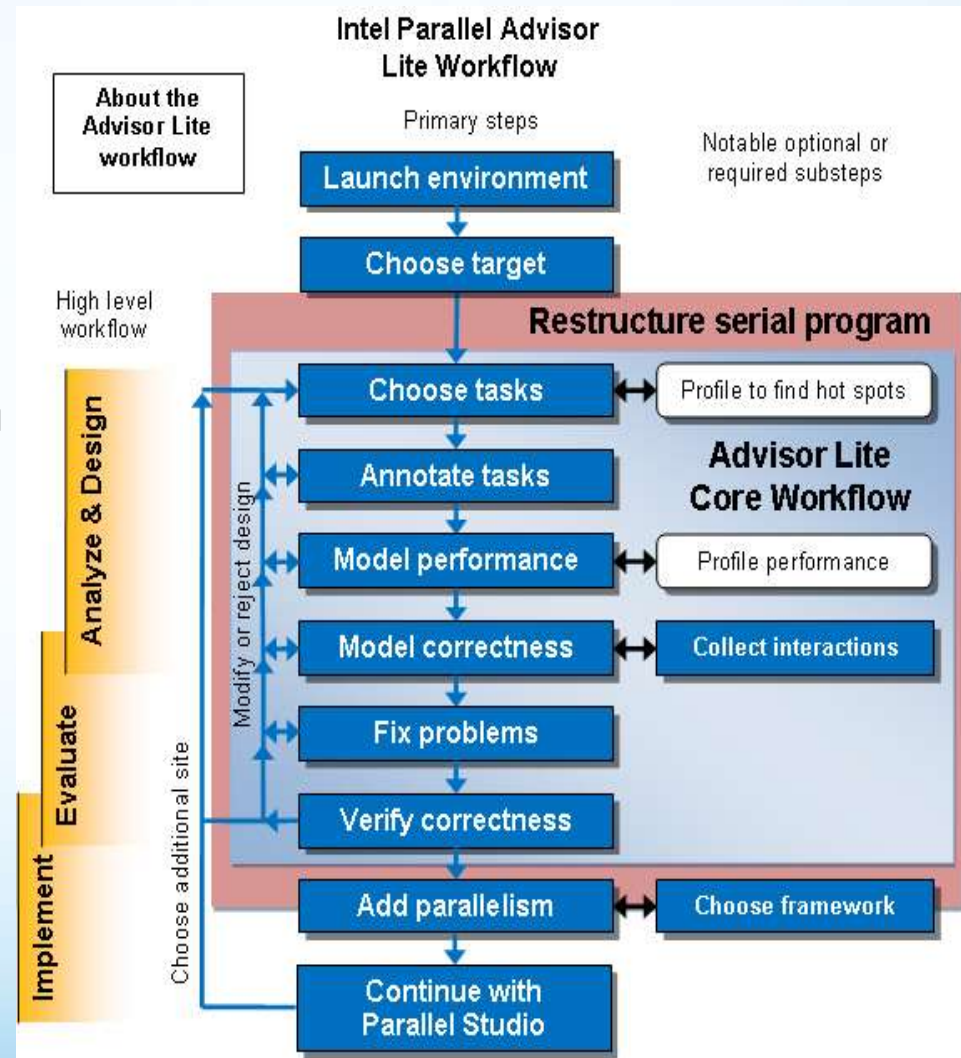 Intel Parallel Advisor
Lite Workflow
About the
Advisor Lite
workflow
Primary steps
Notable optional or
required substeps
Launch environment
Choose target
High level
workflow
Restructure serial program
Choose tasks
Profile to find hot spots
Advisor Lite
Core Workflow
Annotate tasks
Model performance
Profile performance
Model correctness
Collect interactions
Fix problems
Verify correctness
Add parallelism
Choose framework
Continue with
Parallel Studio
Analyze & Design
Evaluate
Implement
Modify or reject design
Choose additional site